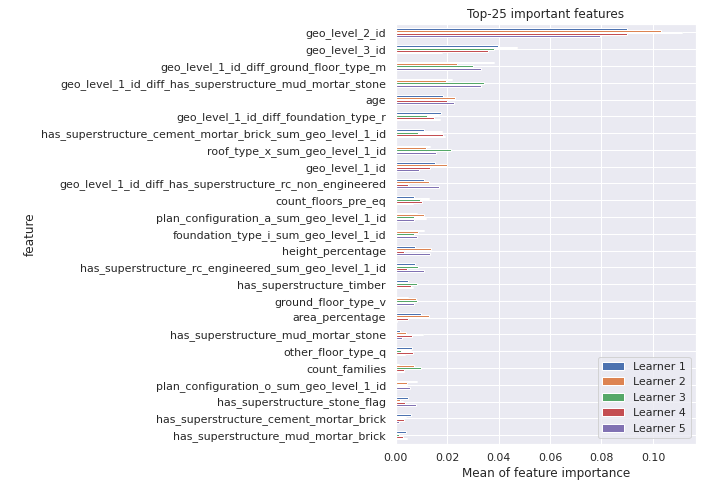 Top-25 important features
geo_level_2_id
geo_level_3_id
geo_level_1_id_diff_ground_floor_type_m
geo_level_1_id_diff_has_superstructure_mud_mortar_stone
age
geo_level_1_id_diff_foundation_type_r
has_superstructure_cement_mortar_brick_sum_geo_level_1_id
roof_type_x_sum_geo_level_1_id
geo_level_1_id
geo_level_1_id_diff_has_superstructure_rc_non_engineered
count_floors_pre_eq
plan_configuration_a_sum_geo_level_1_id
foundation_type_i_sum_geo_level_1_id
height_percentage
has_superstructure_rc_engineered_sum_geo_level_1_id
has_superstructure_timber
ground_floor_type_v
area_percentage
has_superstructure_mud_mortar_stone
other_floor_type_q
count_families
plan_configuration_o_sum_geo_level_1_id
has_superstructure_stone_flag
has_superstructure_cement_mortar_brick
has_superstructure_mud_mortar_brick
feature
Learner 1
Learner 2
Learner 3
Learner 4
Learner 5
0.00 0.02 0.04 0.06 0.08 0.10
Mean of feature importance